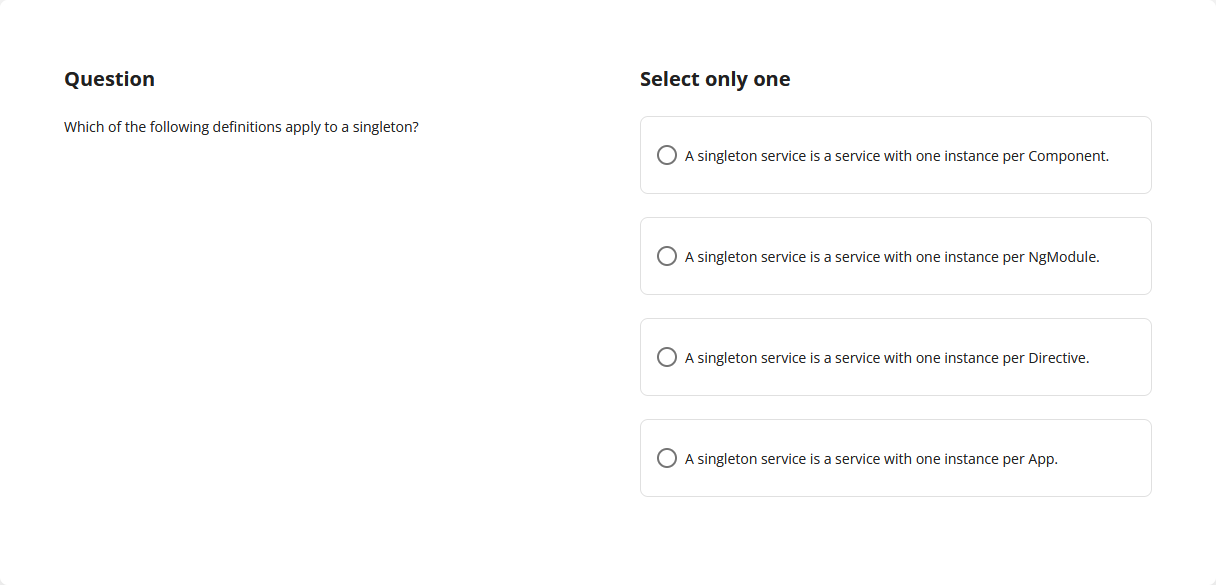 Question
Which of the following definitions apply to a singleton?
Select only one
A singleton service is a service with one instance per Component.
A singleton service is a service with one instance per NgModule.
A singleton service is a service with one instance per Directive.
A singleton service is a service with one instance per App.